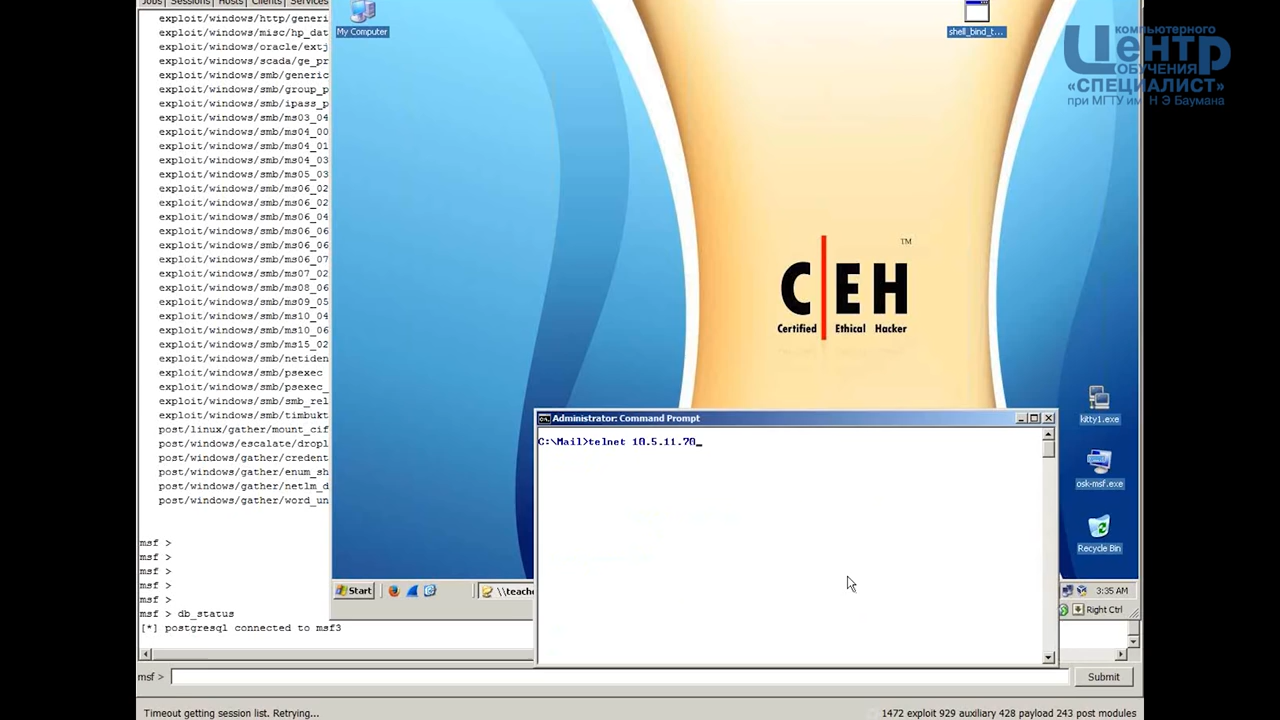 Jobs Sessions Hosts Clients Services
exploit/windows/http/generi
exploit/windows/misc/hp_dat
exploit/windows/oracle/extj
exploit/windows/scada/ge_pr
exploit/windows/smb/generic
exploit/windows/smb/group_p
exploit/windows/smb/ipass_p
exploit/windows/smb/ms03_04
exploit/windows/smb/ms04_00
exploit/windows/smb/ms04_01
exploit/windows/smb/ms04_03
exploit/windows/smb/ms05_03
exploit/windows/smb/ms06_02
exploit/windows/smb/ms06_02
exploit/windows/smb/ms06_04
exploit/windows/smb/ms06_06
exploit/windows/smb/ms06_06
exploit/windows/smb/ms06_07
exploit/windows/smb/ms07_02
exploit/windows/smb/ms08_06
exploit/windows/smb/ms09_05
exploit/windows/smb/ms10_04
exploit/windows/smb/ms10_06
exploit/windows/smb/ms15_02
exploit/windows/smb/netiden
exploit/windows/smb/psexec
exploit/windows/smb/psexec_
exploit/windows/smb/smb_rel
exploit/windows/smb/timbukt
post/linux/gather/mount_cif
post/windows/escalate/dropl
post/windows/gather/credent
post/windows/gather/enum_sh
post/windows/gather/netlm_d
post/windows/gather/word_un
msf >
msf >
msf >
msf >
msf >
msf > db_status
[*] postgresql connected to msf3
msf >
Submit
Timeout getting session list. Retrying...
1472 exploit 929 auxiliary 428 payload 243 post modules
My Computer
shell_bind_t...
компьютерного
Центр
ОБУЧЕНИЯ
«СПЕЦИАЛИСТ»
при МГТУ им. Н Э Баумана
TM
C EH
Certified Ethical Hacker
kitty1.exe
osk-msf.exe
Recycle Bin
Administrator: Command Prompt
C:\Mail>telnet 10.5.11.70_
Start
\\teache
3:35 AM
Right Ctrl